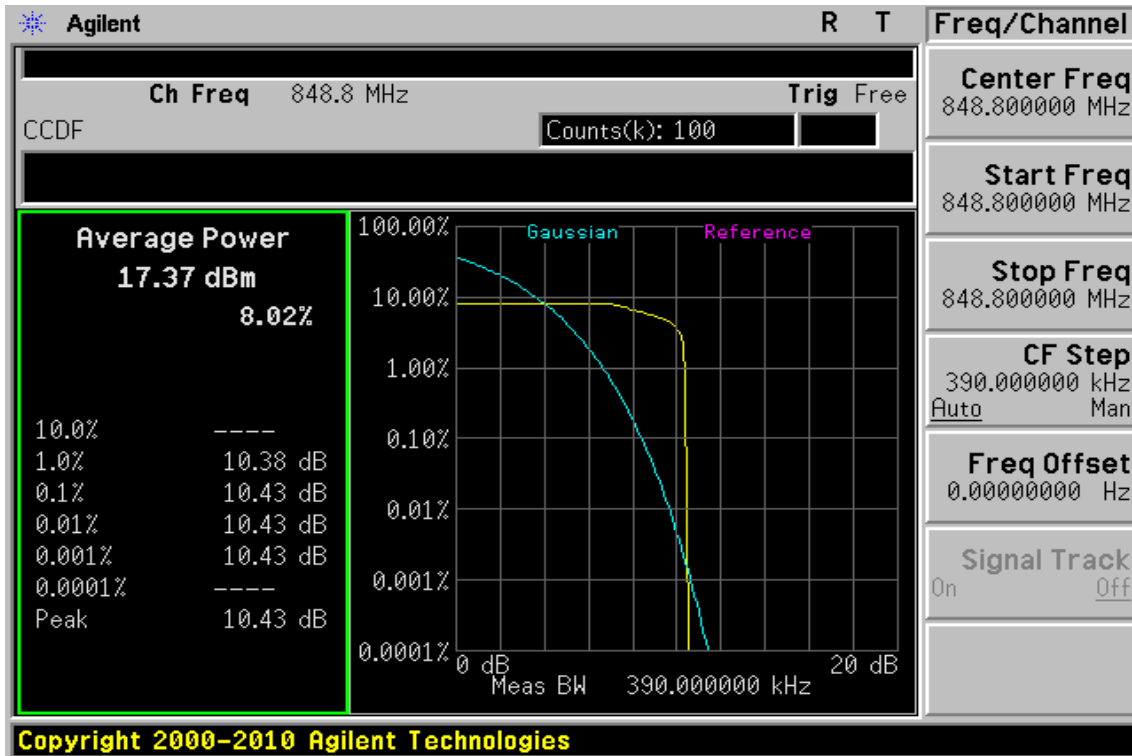 Agilent R T
Ch Freq 848.8 MHz Trig Free
CCDF Counts(k): 100
Average Power
17.37 dBm
8.02%
10.0% ----
1.0% 10.38 dB
0.1% 10.43 dB
0.01% 10.43 dB
0.001% 10.43 dB
0.0001% ----
Peak 10.43 dB
Gaussian Reference
100.00%
10.00%
1.00%
0.10%
0.01%
0.001%
0.0001%
0 dB 20 dB
Meas BW 390.000000 kHz
Freq/Channel
Center Freq
848.800000 MHz
Start Freq
848.800000 MHz
Stop Freq
848.800000 MHz
CF Step
390.000000 kHz
Auto Man
Freq Offset
0.00000000 Hz
Signal Track
On Off
Copyright 2000-2010 Agilent Technologies